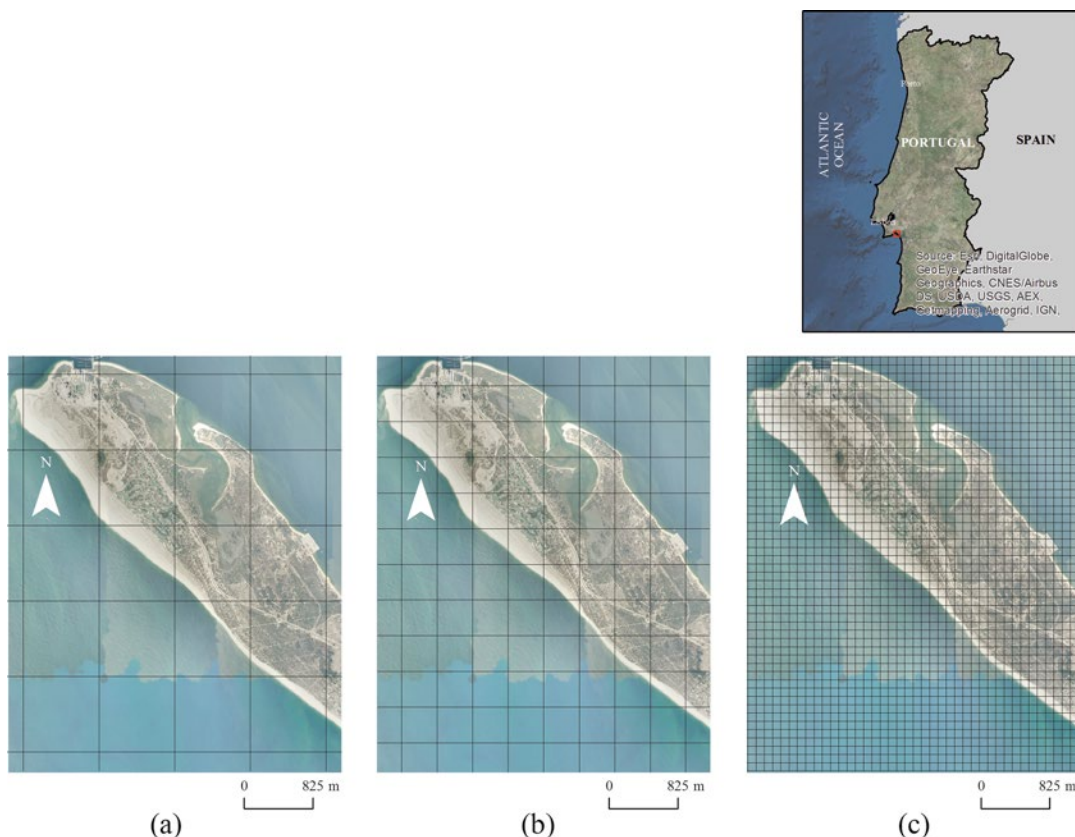 ATLANTIC
OCEAN
PORTUGAL
SPAIN
Source: Esri, DigitalGlobe,
GeoEye, Earthstar
Geographics, CNES/Airbus
DS, USDA, USGS, AEX,
Getmapping, Aerogrid, IGN,
N
N
N
0 825 m
0 825 m
0 825 m
(a)
(b)
(c)